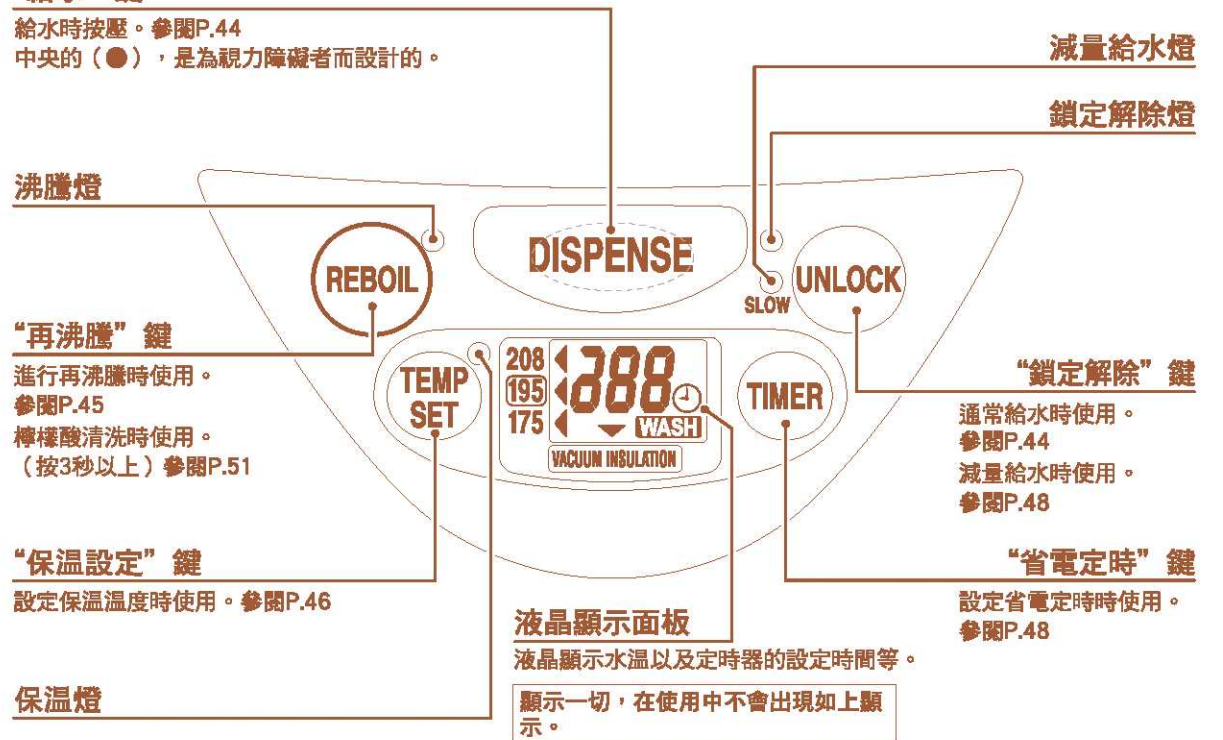 給水時按壓。參閱P.44
中央的（●），是為視力障礙者而設計的。
減量給水燈
鎖定解除燈
沸騰燈
DISPENSE
REBOIL
UNLOCK
SLOW
“再沸騰”鍵
進行再沸騰時使用。
參閱P.45
檸檬酸清洗時使用。
（按3秒以上）參閱P.51
TEMP
SET
208
195
175
288
WASH
VACUUM INSULATION
TIMER
“鎖定解除”鍵
通常給水時使用。
參閱P.44
減量給水時使用。
參閱P.48
“保温設定”鍵
設定保温温度時使用。參閱P.46
“省電定時”鍵
設定省電定時時使用。
參閱P.48
液晶顯示面板
液晶顯示水温以及定時器的設定時間等。
保温燈
顯示一切，在使用中不會出現如上顯
示。